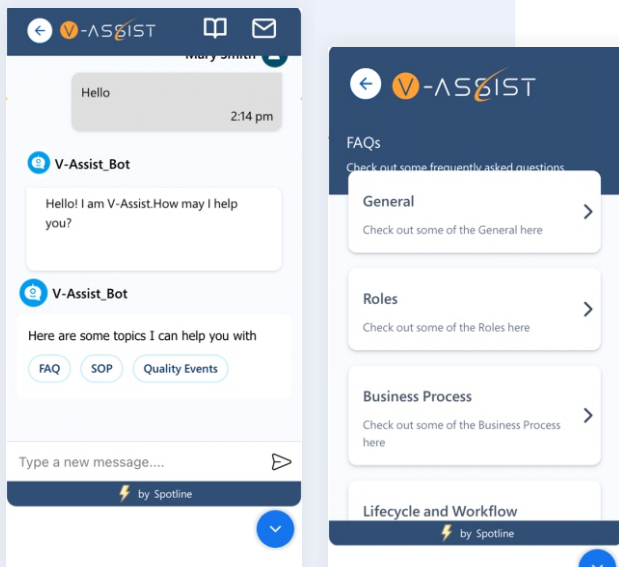 V-ASSIST
Mary Smith
Hello
2:14 pm
V-Assist_Bot
Hello! I am V-Assist.How may I help
you?
V-Assist_Bot
Here are some topics I can help you with
FAQ SOP Quality Events
Type a new message....
by Spotline
V-ASSIST
FAQs
Check out some frequently asked questions
General
Check out some of the General here
Roles
Check out some of the Roles here
Business Process
Check out some of the Business Process
here
Lifecycle and Workflow
by Spotline